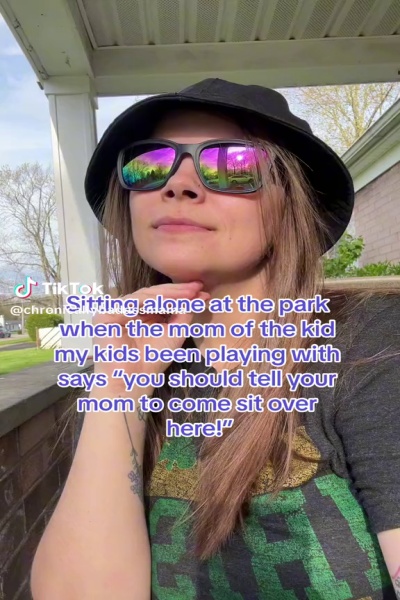 TikTok
Sitting alone at the park
when the mom of the kid
my kids been playing with
says “you should tell your
mom to come sit over
here!”